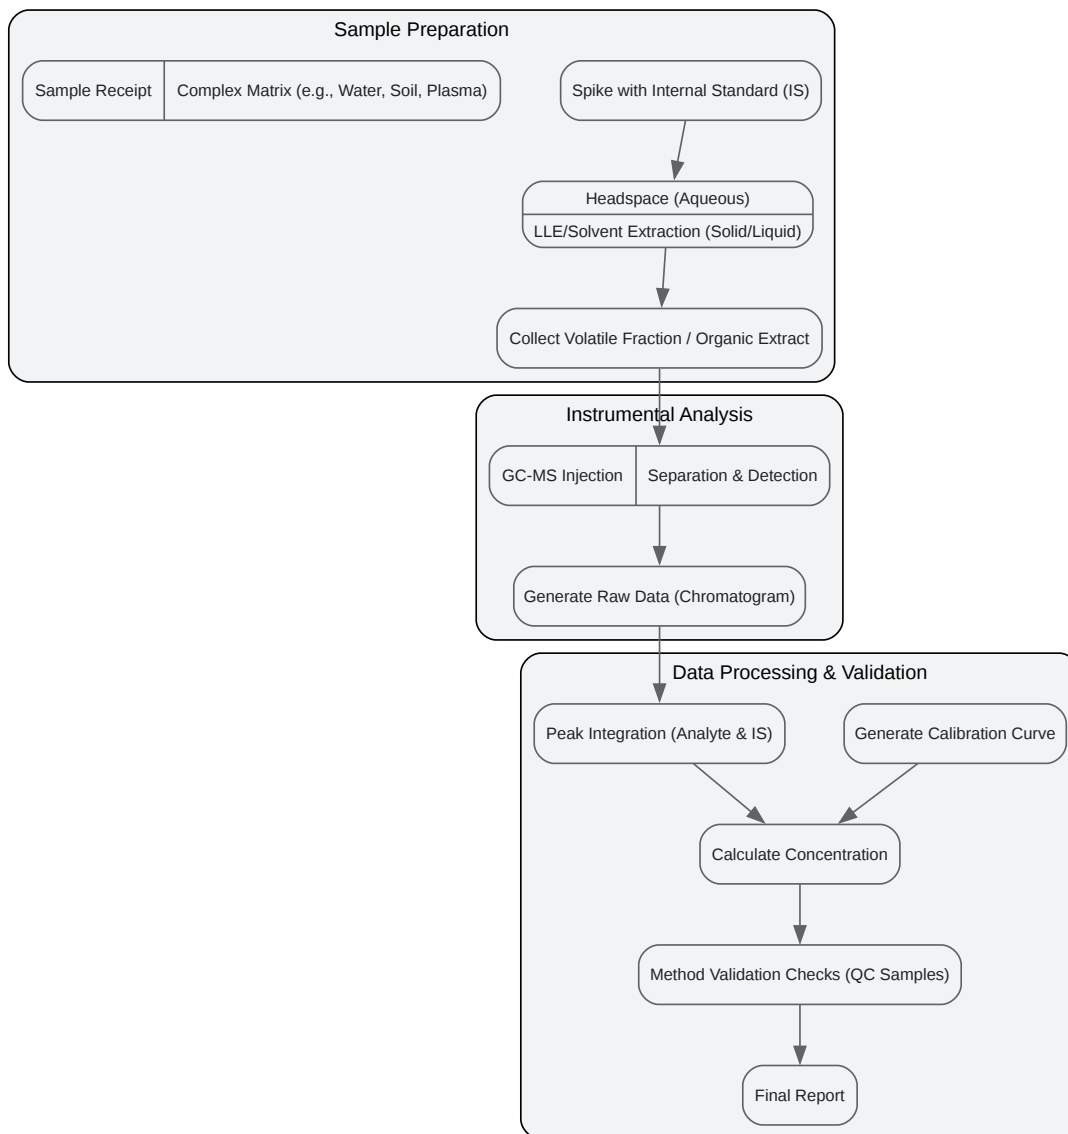 Sample Preparation
Sample Receipt
Complex Matrix (e.g., Water, Soil, Plasma)
Spike with Internal Standard (IS)
Headspace (Aqueous)
LLE/Solvent Extraction (Solid/Liquid)
Collect Volatile Fraction / Organic Extract
Instrumental Analysis
GC-MS Injection
Separation & Detection
Generate Raw Data (Chromatogram)
Data Processing & Validation
Peak Integration (Analyte & IS)
Generate Calibration Curve
Calculate Concentration
Method Validation Checks (QC Samples)
Final Report